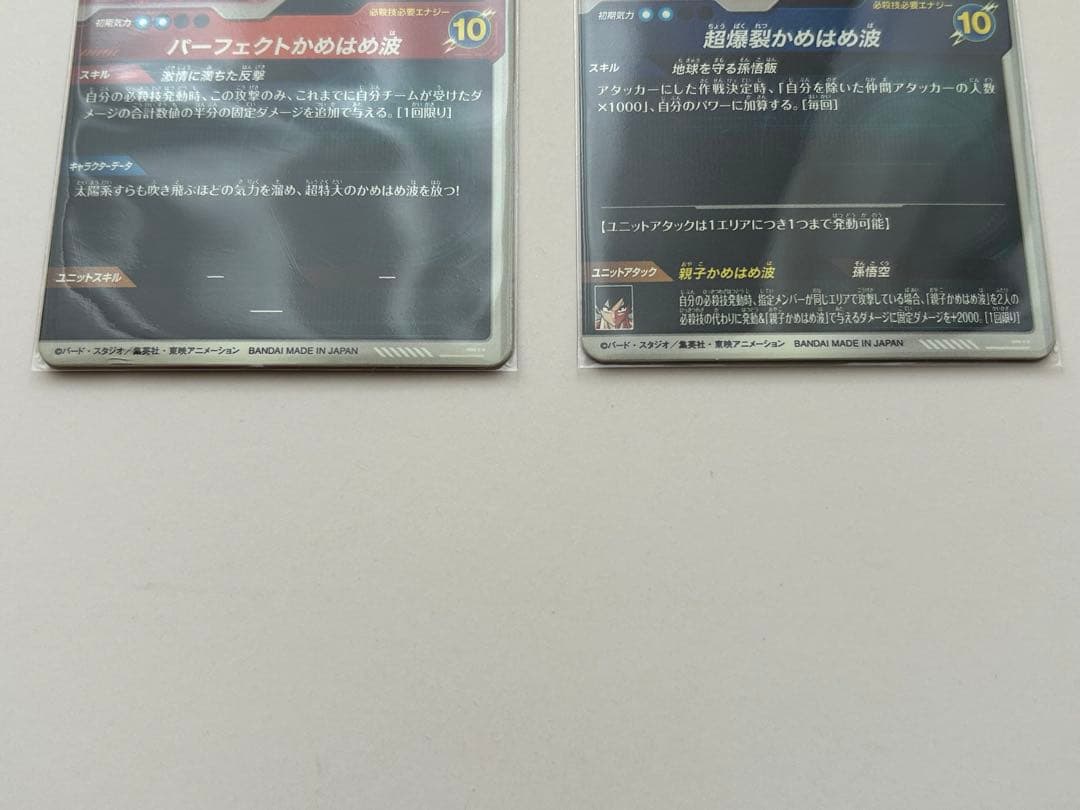 初期気力
必殺技必要エナジー
10
パーフェクトかめはめ波
スキル 激情に満ちた反撃
自分の必殺技発動時、この攻撃のみ、これまでに自分チームが受けたダ
メージの合計数値の半分の固定ダメージを追加で与える。[1回限り]
キャラクターデータ
太陽系すらも吹き飛ぶほどの気力を溜め、超特大のかめはめ波を放つ!
ユニットスキル
©バード・スタジオ/集英社・東映アニメーション BANDAI MADE IN JAPAN
初期気力
必殺技必要エナジー
10
超爆裂かめはめ波
スキル 地球を守る孫悟飯
アタッカーにした作戦決定時、「自分を除いた仲間アタッカーの人数
×1000」、自分のパワーに加算する。[毎回]
【ユニットアタックは1エリアにつき1つまで発動可能】
ユニットアタック 親子かめはめ波 孫悟空
自分の必殺技発動時、指定メンバーが同じエリアで攻撃している場合、「親子かめはめ波」を2人の
必殺技の代わりに発動&「親子かめはめ波」で与えるダメージに固定ダメージを+2000。[1回限り]
©バード・スタジオ/集英社・東映アニメーション BANDAI MADE IN JAPAN